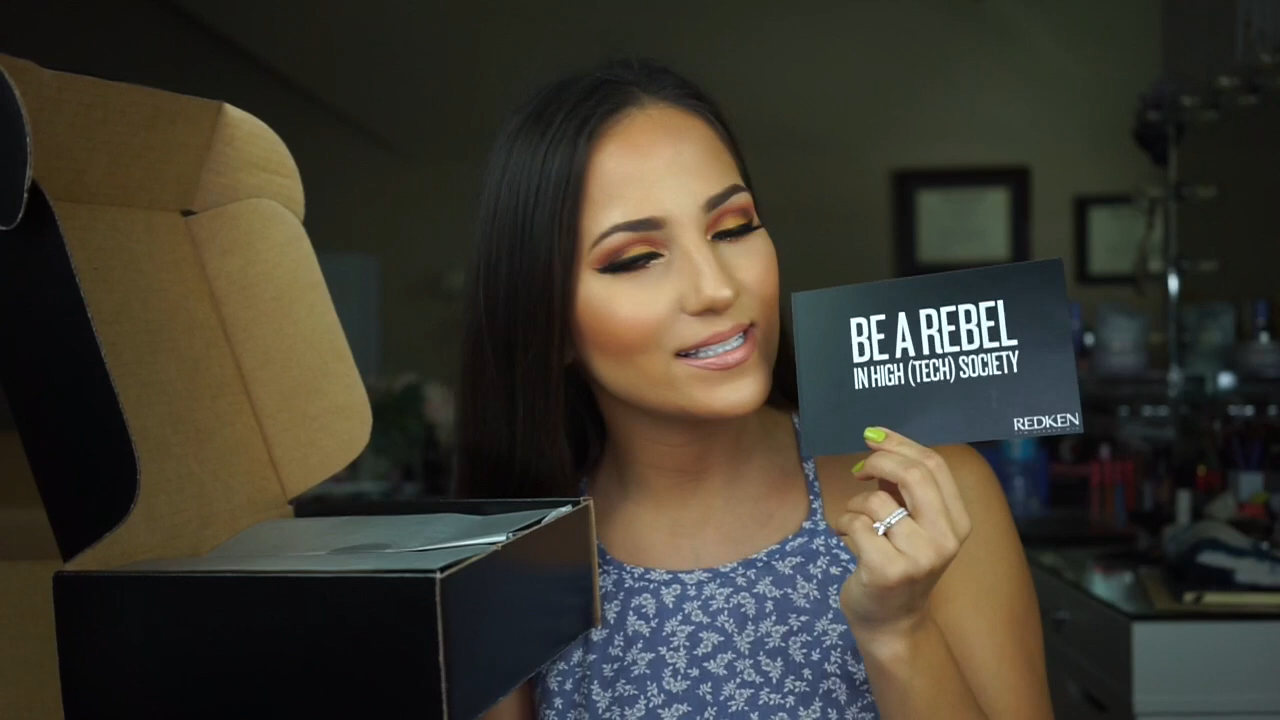 BE A REBEL
IN HIGH (TECH) SOCIETY
REDKEN